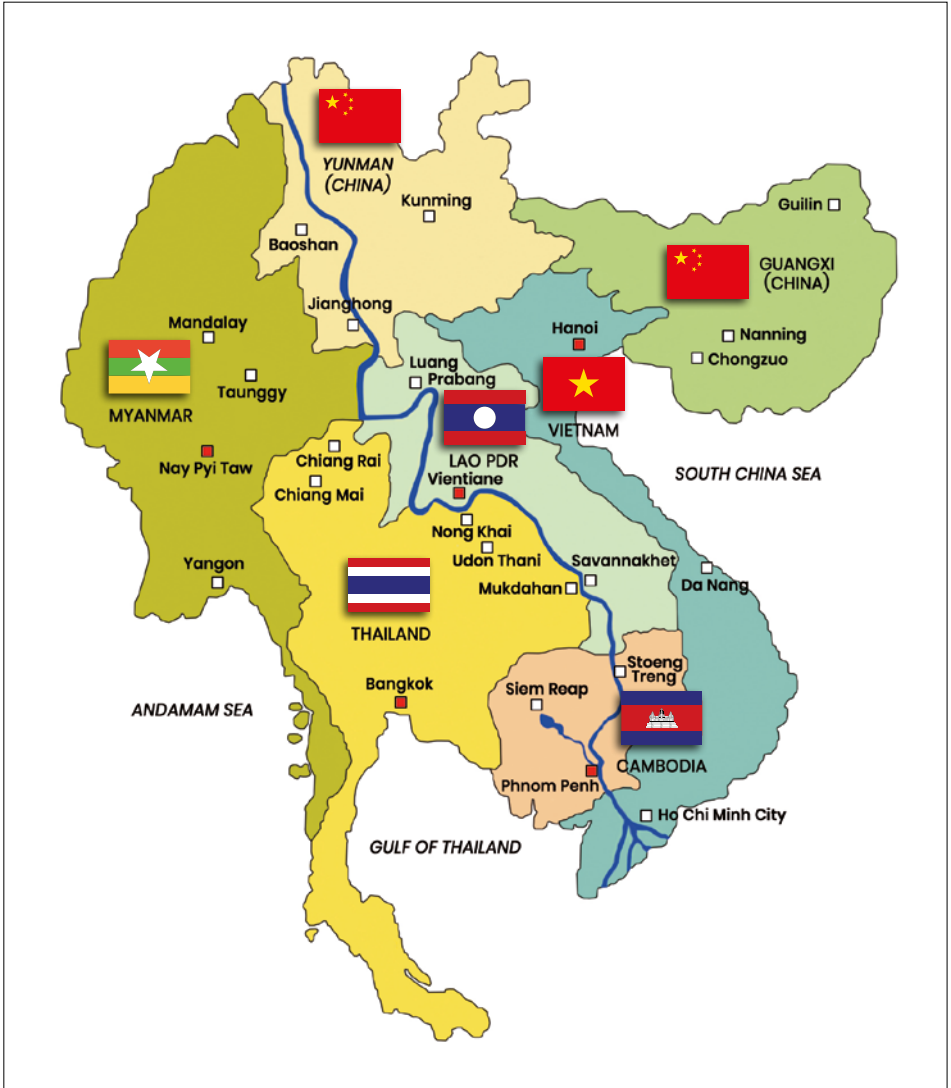 YUNMAN
(CHINA)
Kunming
Guilin
Baoshan
GUANGXI
(CHINA)
Jianghong
Mandalay
Hanoi
Nanning
Chongzuo
Luang
Prabang
Taunggy
MYANMAR
VIETNAM
Nay Pyi Taw
Chiang Rai
LAO PDR
Vientiane
SOUTH CHINA SEA
Chiang Mai
Nong Khai
Udon Thani
Yangon
Savannakhet
Mukdahan
Da Nang
THAILAND
Stoeng
Treng
Bangkok
Siem Reap
ANDAMAM SEA
CAMBODIA
Phnom Penh
Ho Chi Minh City
GULF OF THAILAND